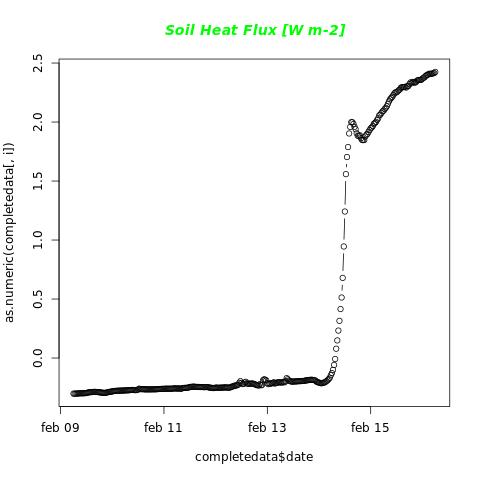 Soil Heat Flux [W m-2]
as.numeric(completedata[, i])
2.5
2.0
1.5
1.0
0.5
0.0
feb 09 feb 11 feb 13 feb 15
completedata$date